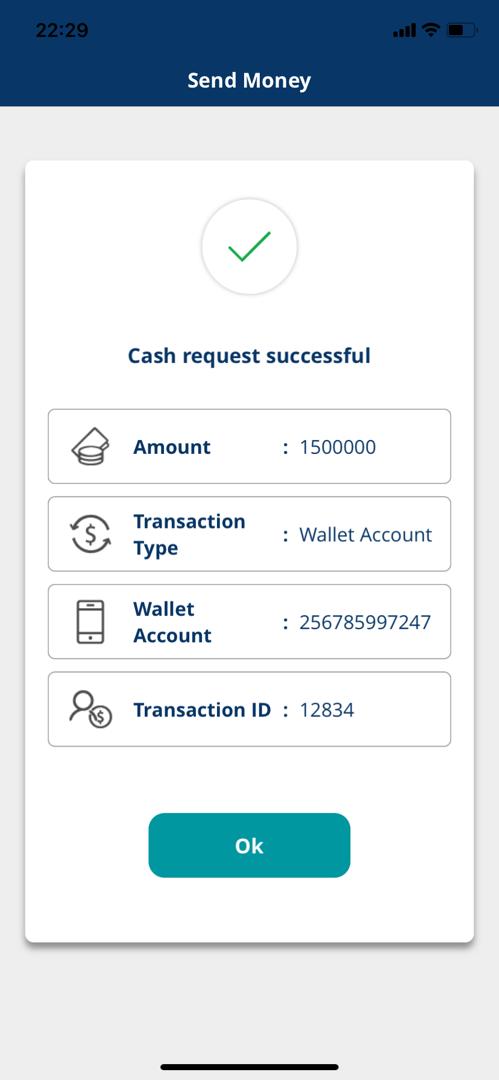 22:29
Send Money
Cash request successful
Amount : 1500000
Transaction
Type : Wallet Account
Wallet
Account : 256785997247
Transaction ID : 12834
Ok